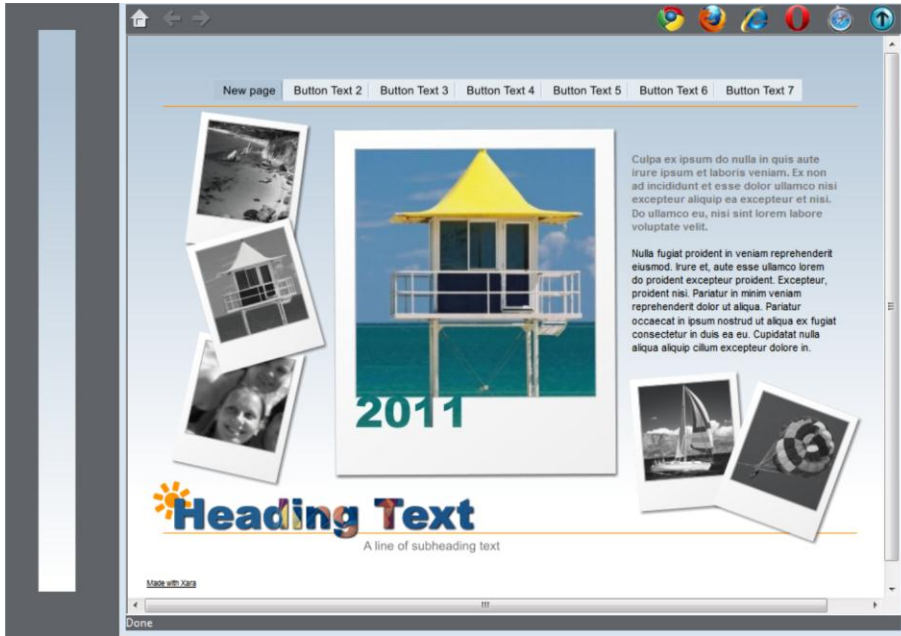 New page Button Text 2 Button Text 3 Button Text 4 Button Text 5 Button Text 6 Button Text 7
Culpa ex ipsum do nulla in quis aute
irure ipsum et laboris veniam. Ex non
ad incididunt et esse dolor ullamco nisi
excepteur aliquip ea excepteur et nisi.
Do ullamco eu, nisi sint lorem labore
voluptate velit.
Nulla fugiat proident in veniam reprehenderit
eiusmod. Irure et, aute esse ullamco lorem
do proident excepteur proident. Excepteur,
proident nisi. Pariatur in minim veniam
reprehenderit dolor ut aliqua. Pariatur
occaecat in ipsum nostrud ut aliqua ex fugiat
consectetur in duis ea eu. Cupidatat nulla
aliqua aliquip cillum excepteur dolore in.
2011
Heading Text
A line of subheading text
Made with Xara
Done